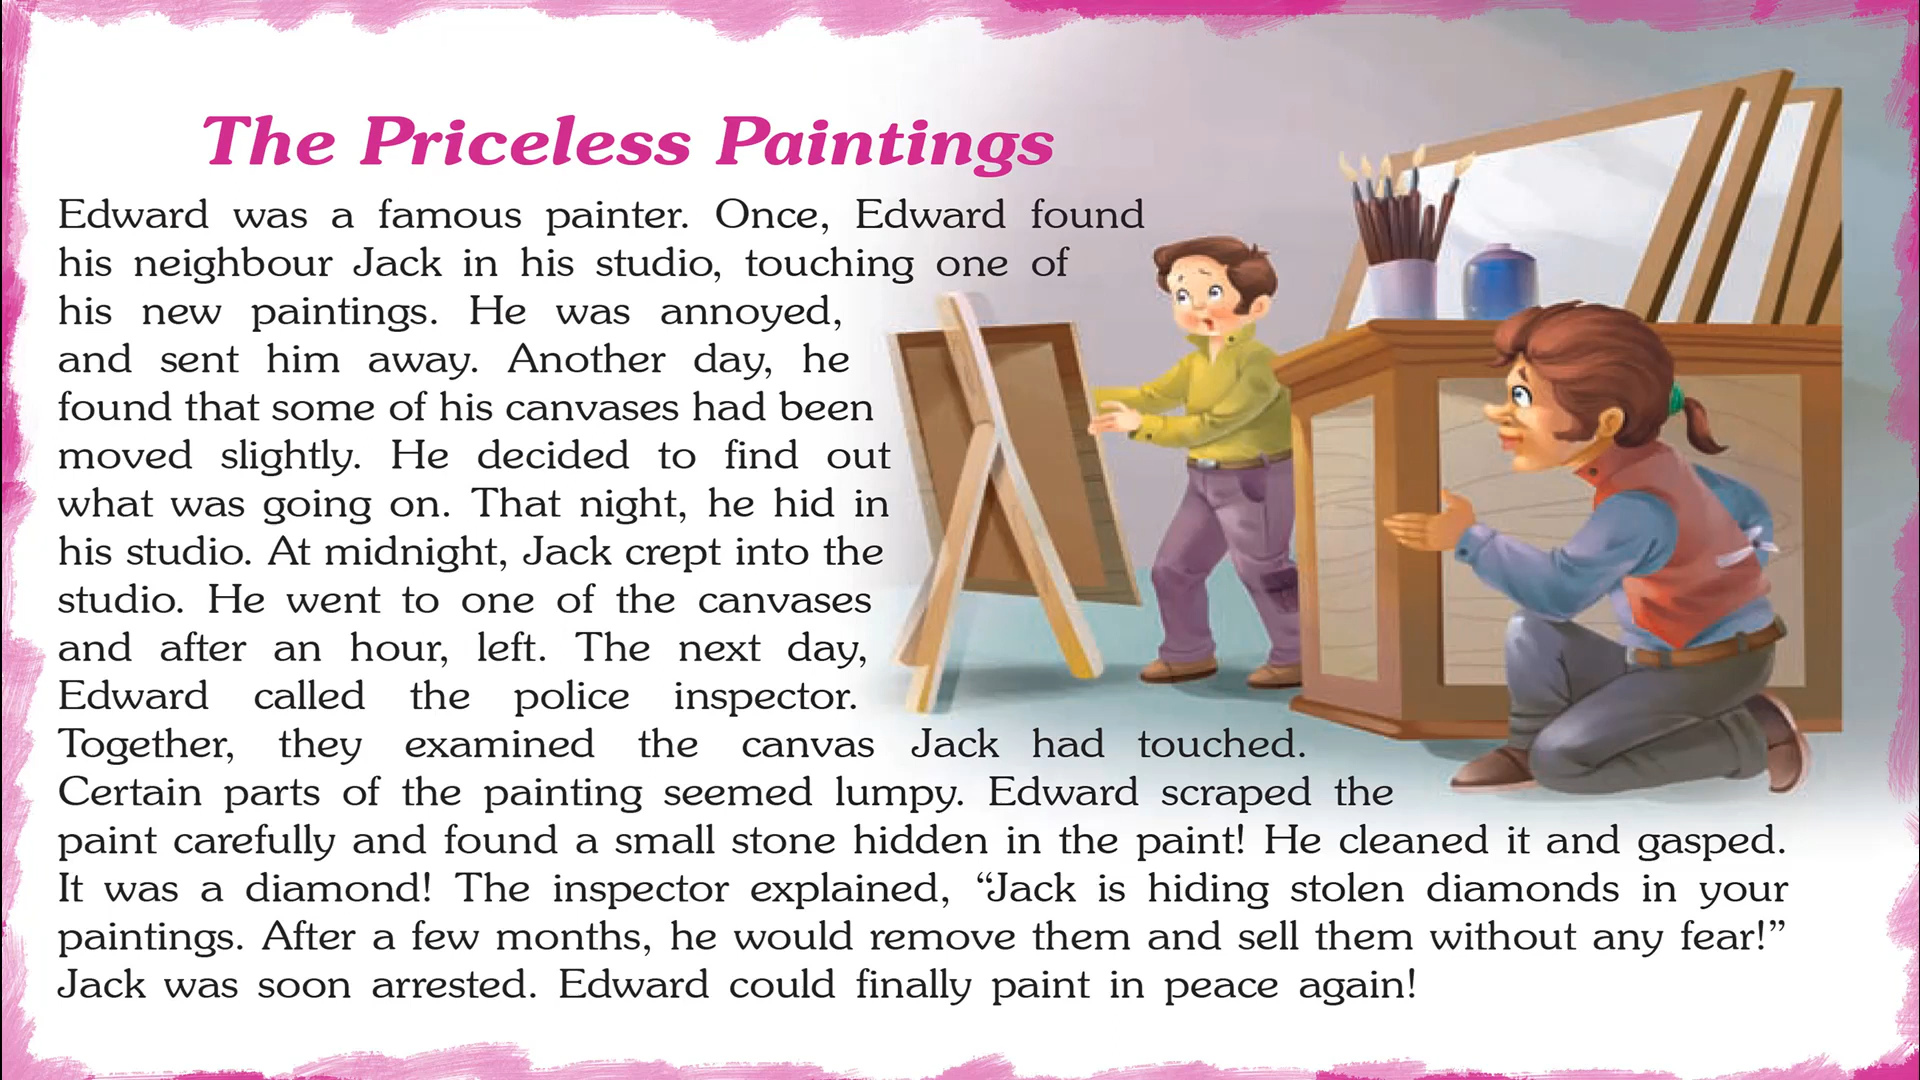 The Priceless Paintings
Edward was a famous painter. Once, Edward found
his neighbour Jack in his studio, touching one of
his new paintings. He was annoyed,
and sent him away. Another day, he
found that some of his canvases had been
moved slightly. He decided to find out
what was going on. That night, he hid in
his studio. At midnight, Jack crept into the
studio. He went to one of the canvases
and after an hour, left. The next day,
Edward called the police inspector.
Together, they examined the canvas Jack had touched.
Certain parts of the painting seemed lumpy. Edward scraped the
paint carefully and found a small stone hidden in the paint! He cleaned it and gasped.
It was a diamond! The inspector explained, “Jack is hiding stolen diamonds in your
paintings. After a few months, he would remove them and sell them without any fear!”
Jack was soon arrested. Edward could finally paint in peace again!